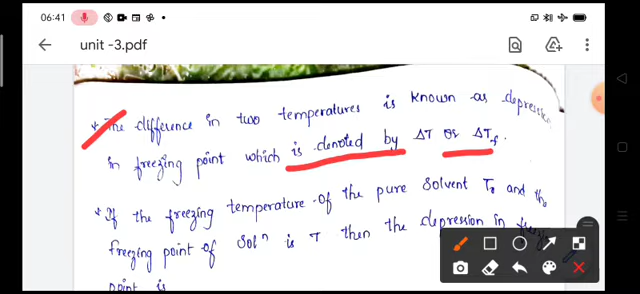 06:41
unit -3.pdf
* The difference in two temperatures is known as depression
in freezing point which is denoted by ΔT or ΔTf.
* If the freezing temperature of the pure solvent T₀ and the
freezing point of solⁿ is T then the depression in freezing
point is